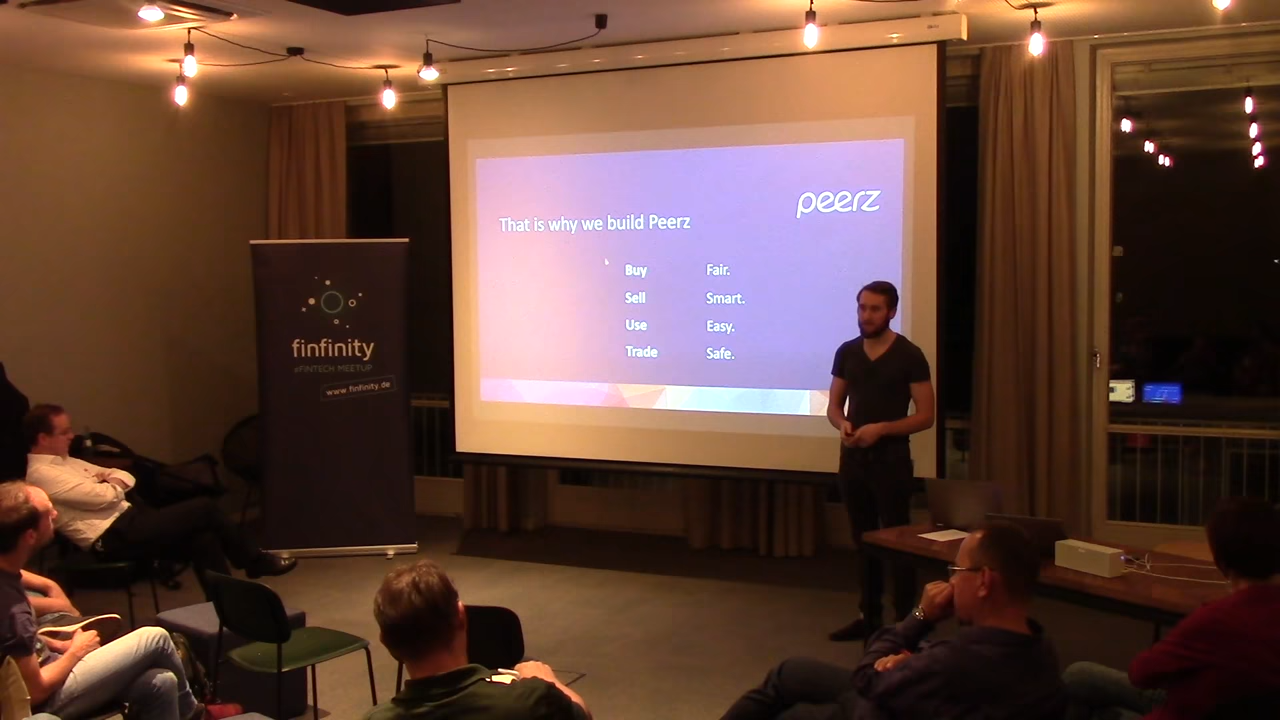 peerz
That is why we build Peerz
Buy Fair.
Sell Smart.
Use Easy.
Trade Safe.
finfinity
#FINTECH MEETUP
www.finfinity.de